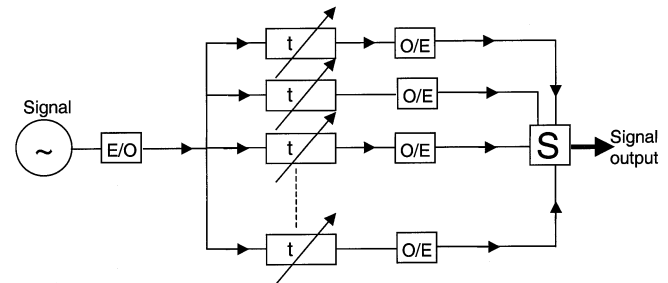 t
O/E
t
O/E
Signal
~
E/O
t
O/E
S
Signal
output
t
O/E